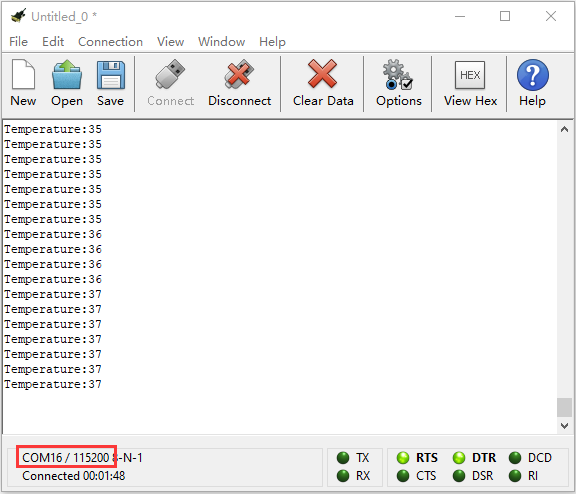 Untitled_0 *
File Edit Connection View Window Help
HEX ?
New Open Save Connect Disconnect Clear Data Options View Hex Help
Temperature:35
Temperature:35
Temperature:35
Temperature:35
Temperature:35
Temperature:35
Temperature:35
Temperature:36
Temperature:36
Temperature:36
Temperature:36
Temperature:37
Temperature:37
Temperature:37
Temperature:37
Temperature:37
Temperature:37
Temperature:37
COM16 / 115200 8-N-1 TX RTS DTR DCD
Connected 00:01:48 RX CTS DSR RI